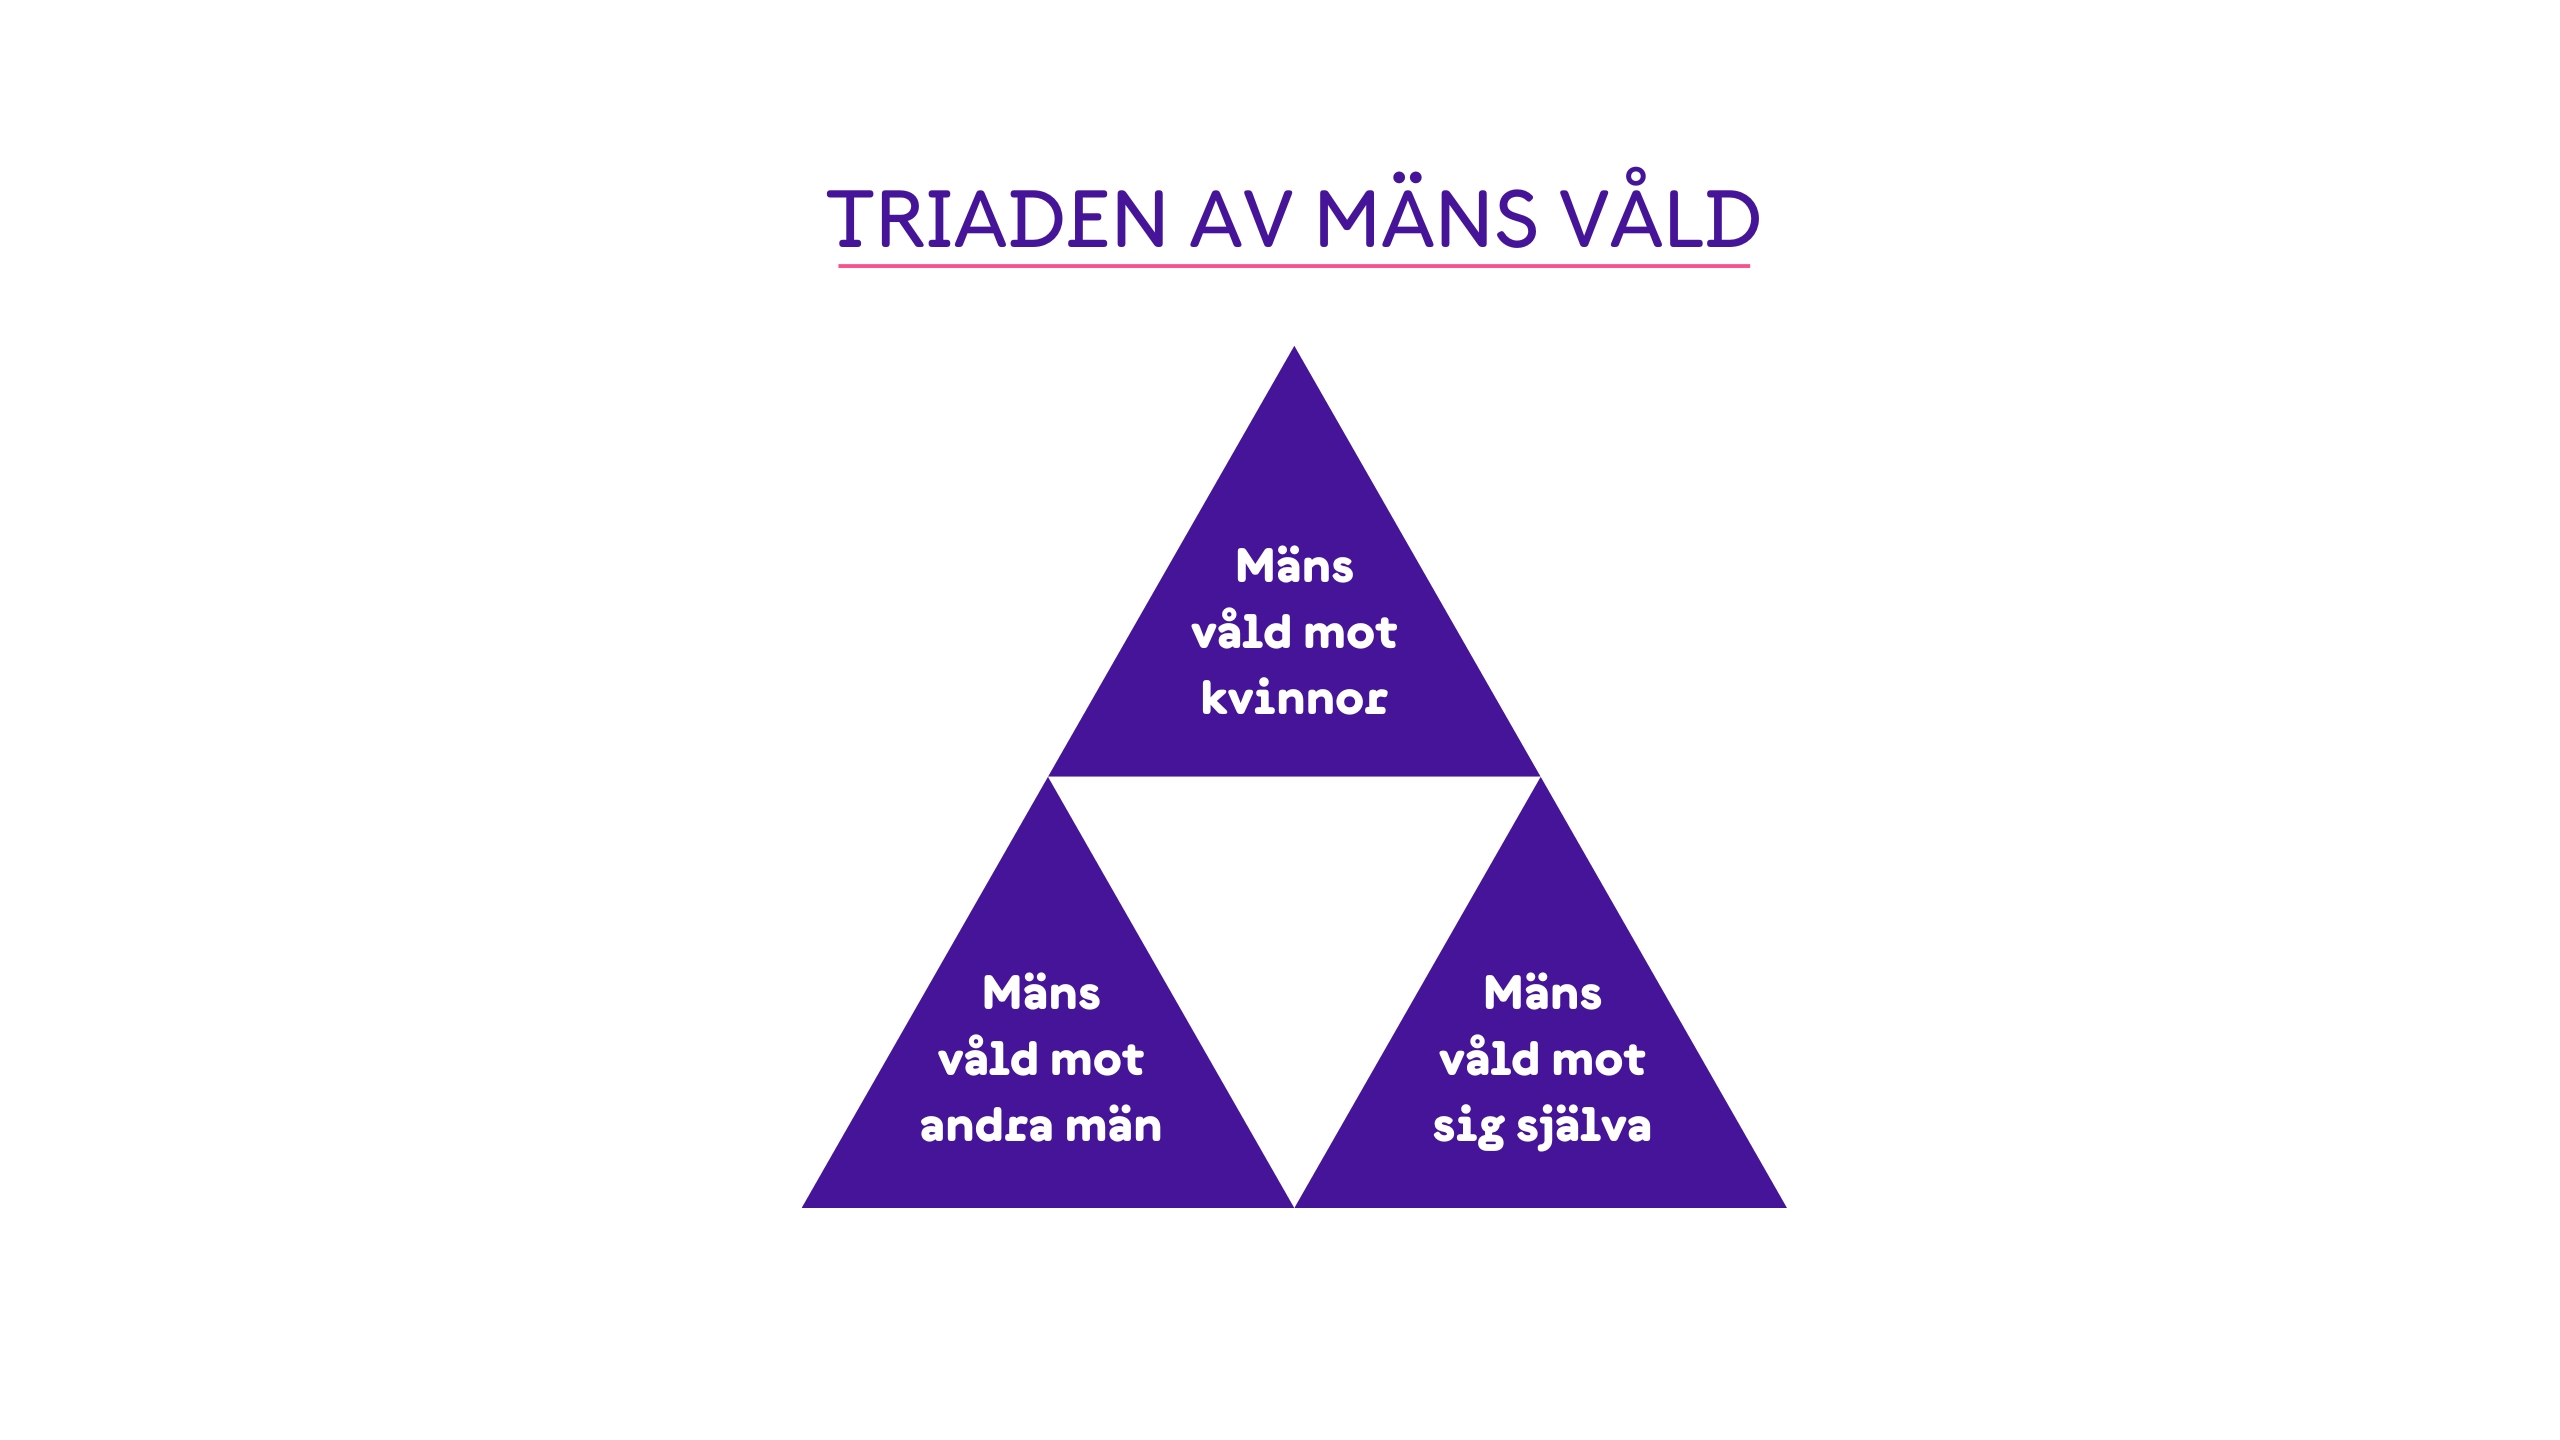 TRIADEN AV MÄNS VÅLD
Mäns
våld mot
kvinnor
Mäns
våld mot
andra män
Mäns
våld mot
sig själva